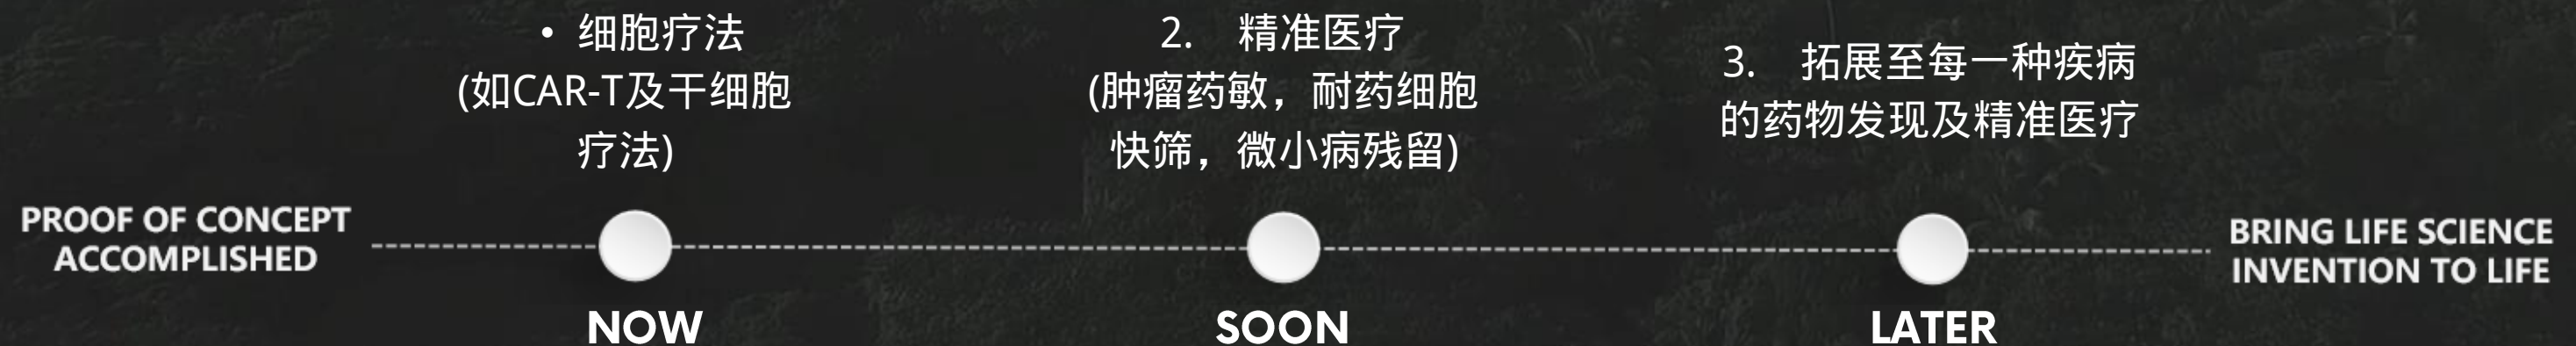 • 细胞疗法
(如CAR-T及干细胞
疗法)
2. 精准医疗
(肿瘤药敏，耐药细胞
快筛，微小病残留)
3. 拓展至每一种疾病
的药物发现及精准医疗
PROOF OF CONCEPT
ACCOMPLISHED
BRING LIFE SCIENCE
INVENTION TO LIFE
NOW
SOON
LATER